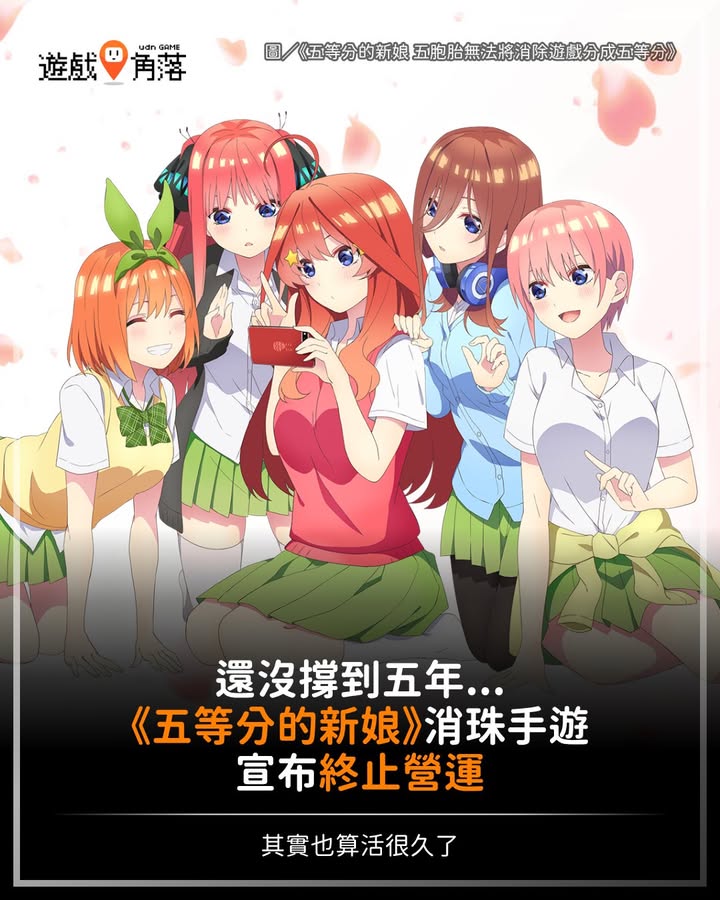 udn GAME
遊戲角落
圖／《五等分的新娘 五胞胎無法將消除遊戲分成五等分》
還沒撐到五年...
《五等分的新娘》消珠手遊
宣布終止營運
其實也算活很久了